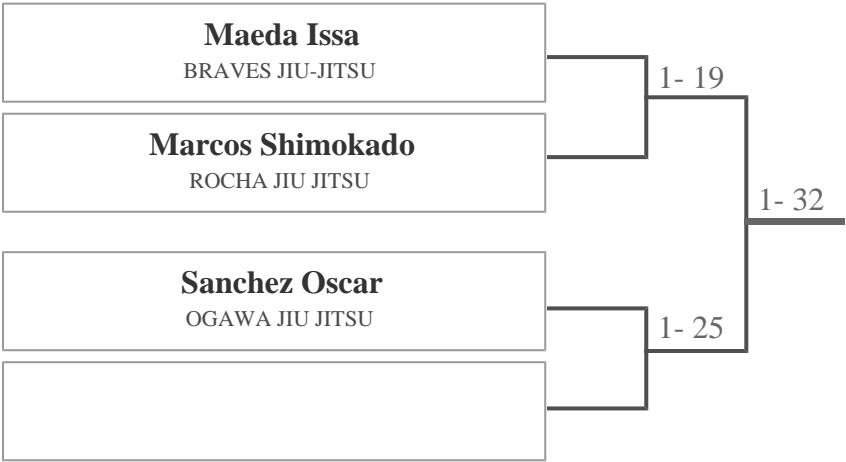 Maeda Issa
BRAVES JIU-JITSU
1- 19
Marcos Shimokado
ROCHA JIU JITSU
1- 32
Sanchez Oscar
OGAWA JIU JITSU
1- 25